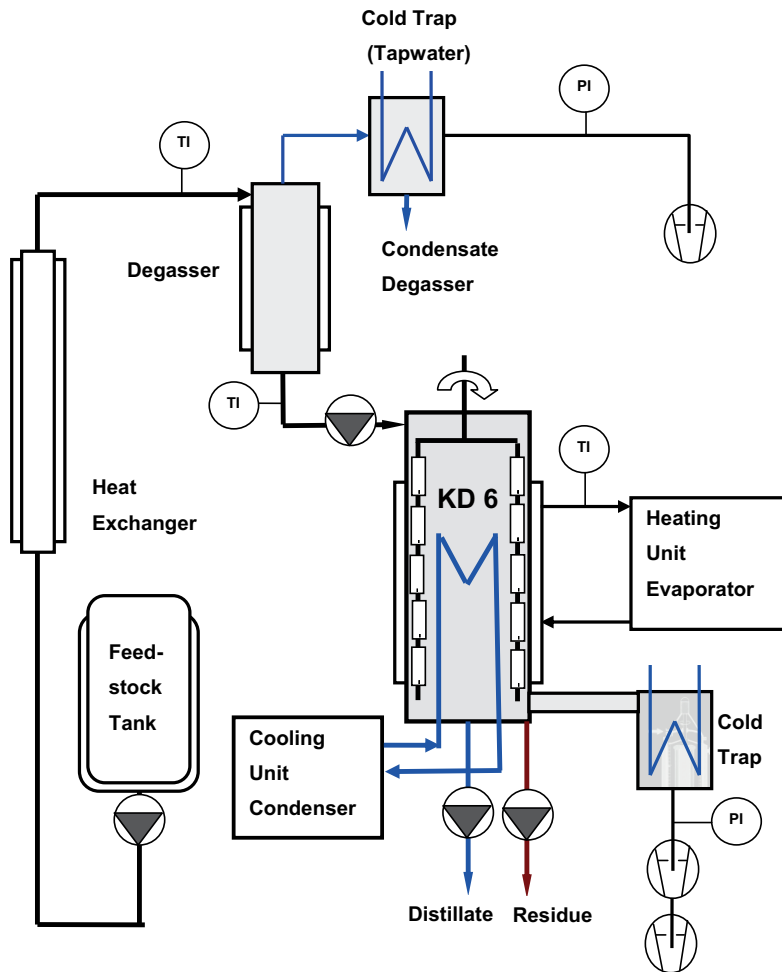 Cold Trap
(Tapwater)
PI
TI
Degasser
Condensate
Degasser
TI
TI
KD 6
Heat
Exchanger
Heating
Unit
Evaporator
Feed-
stock
Tank
Cooling
Unit
Condenser
Cold
Trap
PI
Distillate
Residue